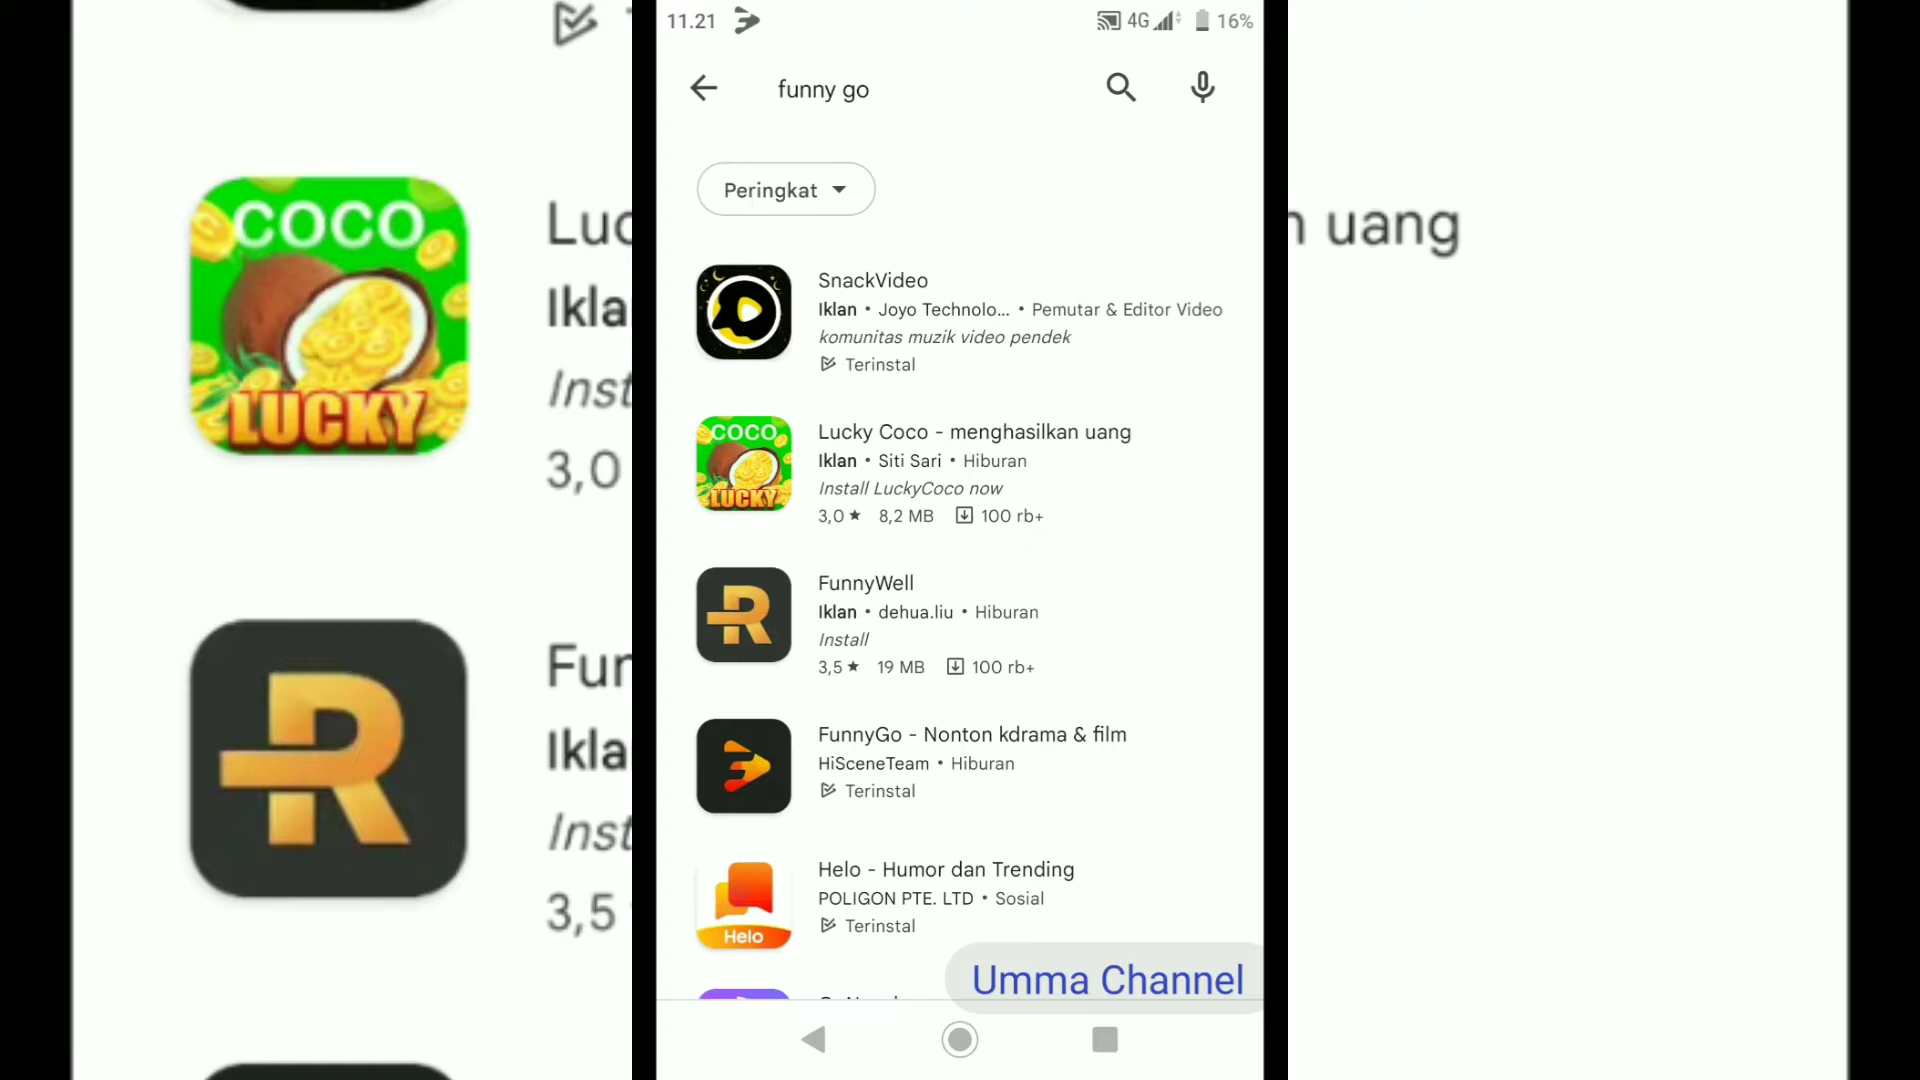 11.21
4G
16%
funny go
Peringkat
SnackVideo
Iklan • Joyo Technolo... • Pemutar & Editor Video
komunitas muzik video pendek
Terinstal
COCO
LUCKY
Lucky Coco - menghasilkan uang
Iklan • Siti Sari • Hiburan
Install LuckyCoco now
3,0 ★ 8,2 MB 100 rb+
FunnyWell
Iklan • dehua.liu • Hiburan
Install
3,5 ★ 19 MB 100 rb+
FunnyGo - Nonton kdrama & film
HiSceneTeam • Hiburan
Terinstal
Helo
Helo - Humor dan Trending
POLIGON PTE. LTD • Sosial
Terinstal
Umma Channel
COCO
LUCKY
Luc
Ikla
Inst
3,0
n uang
Fun
Ikla
Inst
3,5